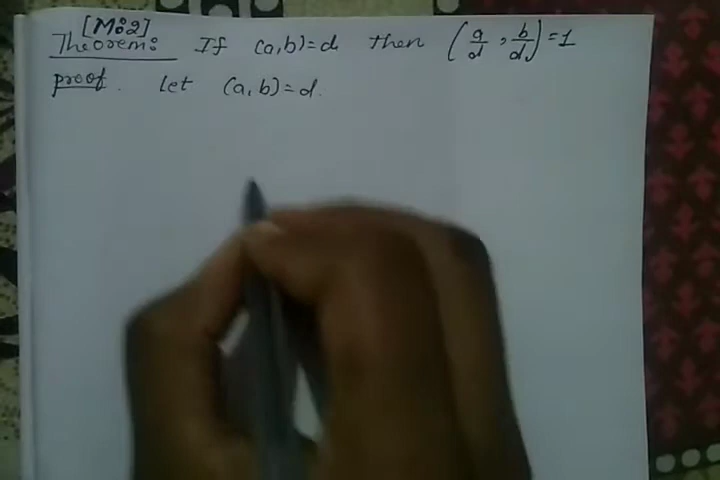 [M:2]
Theorem: If (a,b)=d then (a/d, b/d)=1
proof. Let (a,b)=d.